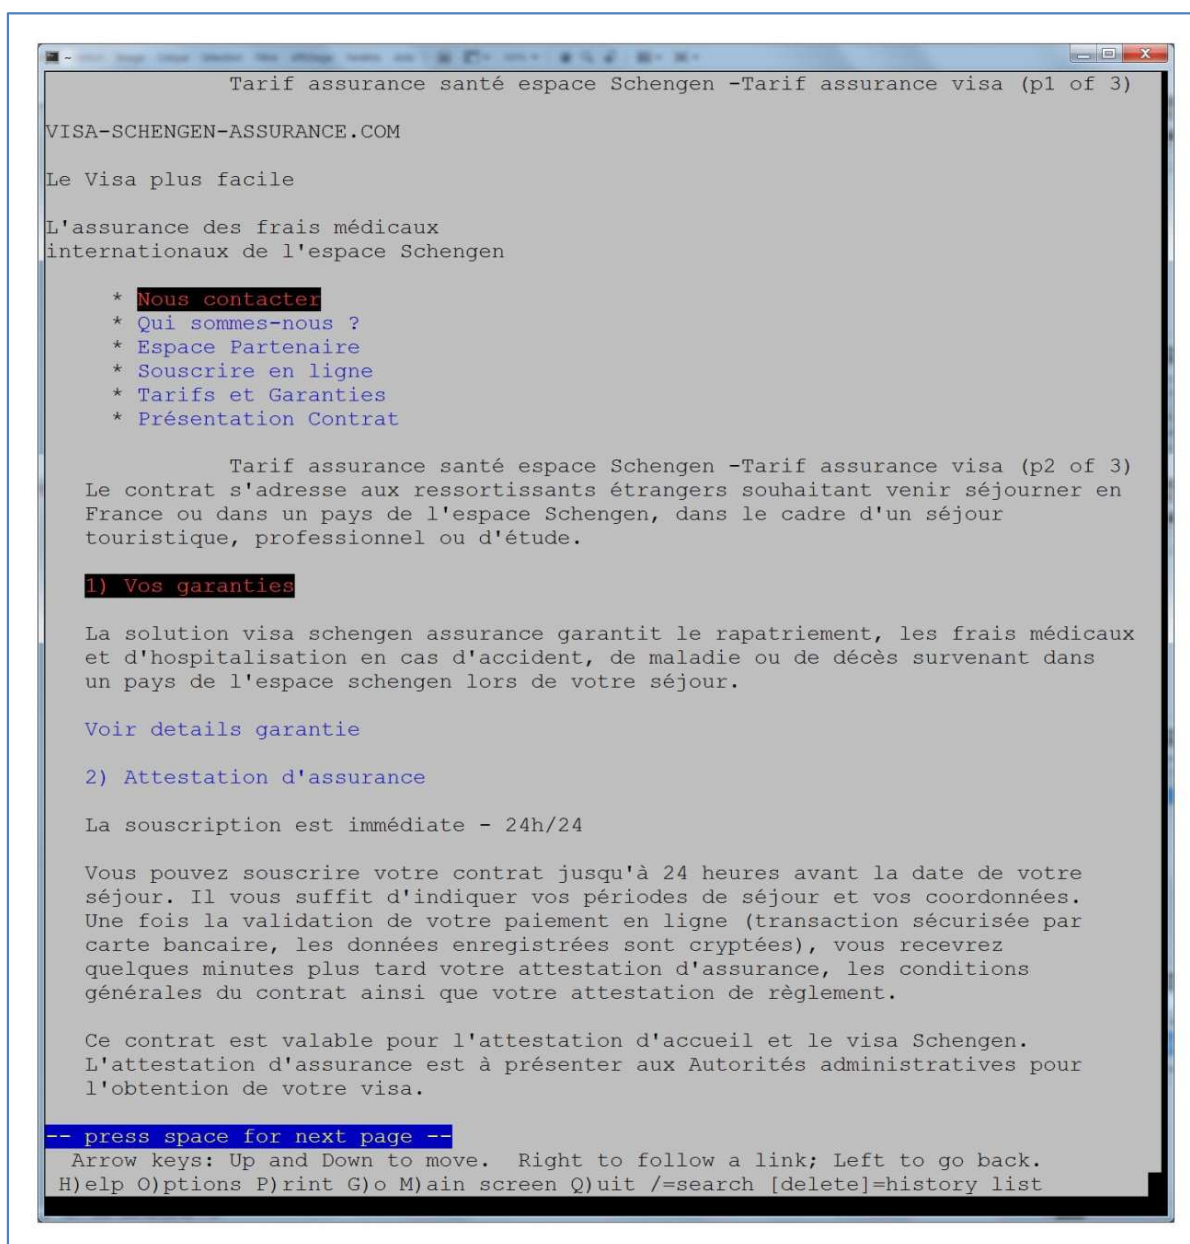 Tarif assurance santé espace Schengen -Tarif assurance visa (p1 of 3)
VISA-SCHENGEN-ASSURANCE.COM
Le Visa plus facile
L'assurance des frais médicaux
internationaux de l'espace Schengen
* Nous contacter
* Qui sommes-nous ?
* Espace Partenaire
* Souscrire en ligne
* Tarifs et Garanties
* Présentation Contrat
Tarif assurance santé espace Schengen -Tarif assurance visa (p2 of 3)
Le contrat s'adresse aux ressortissants étrangers souhaitant venir séjourner en
France ou dans un pays de l'espace Schengen, dans le cadre d'un séjour
touristique, professionnel ou d'étude.
1) Vos garanties
La solution visa schengen assurance garantit le rapatriement, les frais médicaux
et d'hospitalisation en cas d'accident, de maladie ou de décès survenant dans
un pays de l'espace schengen lors de votre séjour.
Voir details garantie
2) Attestation d'assurance
La souscription est immédiate - 24h/24
Vous pouvez souscrire votre contrat jusqu'à 24 heures avant la date de votre
séjour. Il vous suffit d'indiquer vos périodes de séjour et vos coordonnées.
Une fois la validation de votre paiement en ligne (transaction sécurisée par
carte bancaire, les données enregistrées sont cryptées), vous recevrez
quelques minutes plus tard votre attestation d'assurance, les conditions
générales du contrat ainsi que votre attestation de règlement.
Ce contrat est valable pour l'attestation d'accueil et le visa Schengen.
L'attestation d'assurance est à présenter aux Autorités administratives pour
l'obtention de votre visa.
-- press space for next page --
Arrow keys: Up and Down to move.  Right to follow a link; Left to go back.
H)elp O)ptions P)rint G)o M)ain screen Q)uit /=search [delete]=history list